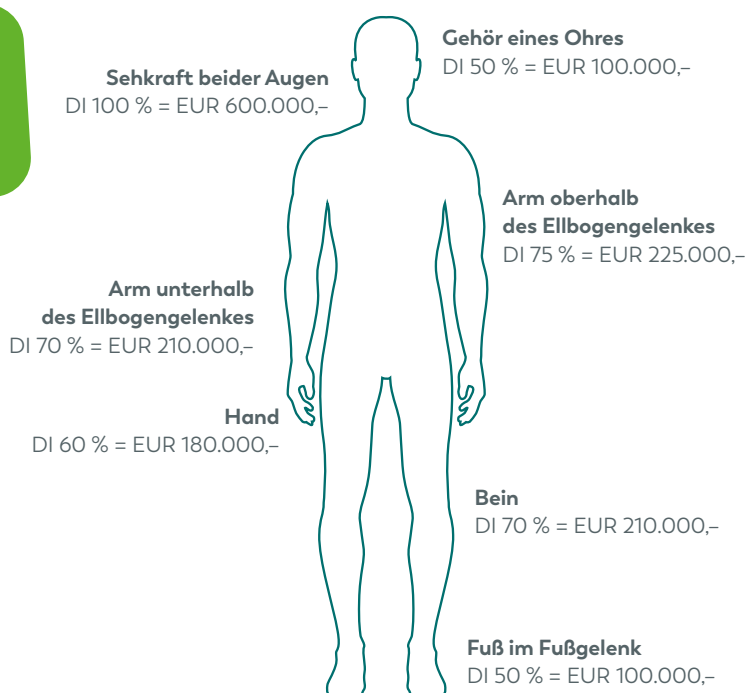 Gehör eines Ohres
DI 50 % = EUR 100.000,–
Sehkraft beider Augen
DI 100 % = EUR 600.000,–
Arm oberhalb
des Ellbogengelenkes
DI 75 % = EUR 225.000,–
Arm unterhalb
des Ellbogengelenkes
DI 70 % = EUR 210.000,–
Hand
DI 60 % = EUR 180.000,–
Bein
DI 70 % = EUR 210.000,–
Fuß im Fußgelenk
DI 50 % = EUR 100.000,–